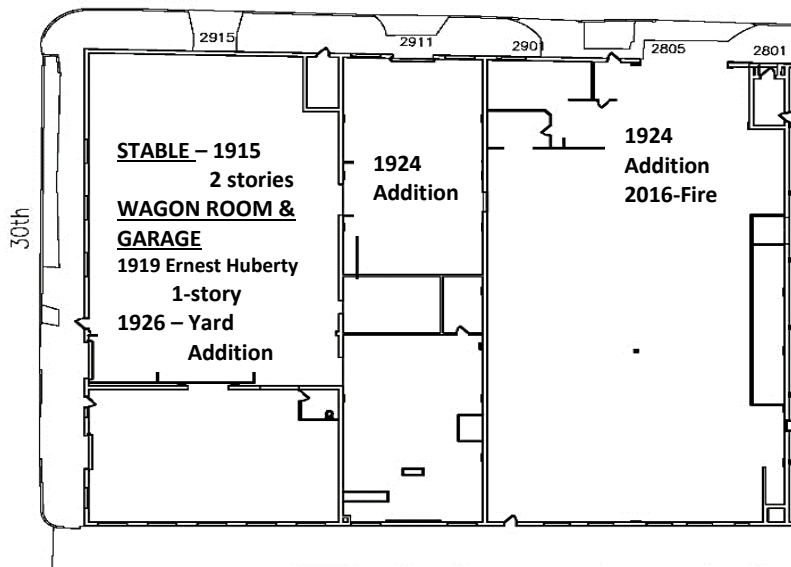 2915
2911
2901
2805
2801
30th
STABLE – 1915
2 stories
WAGON ROOM &
GARAGE
1919 Ernest Huberty
1-story
1926 – Yard
Addition
1924
Addition
1924
Addition
2016-Fire